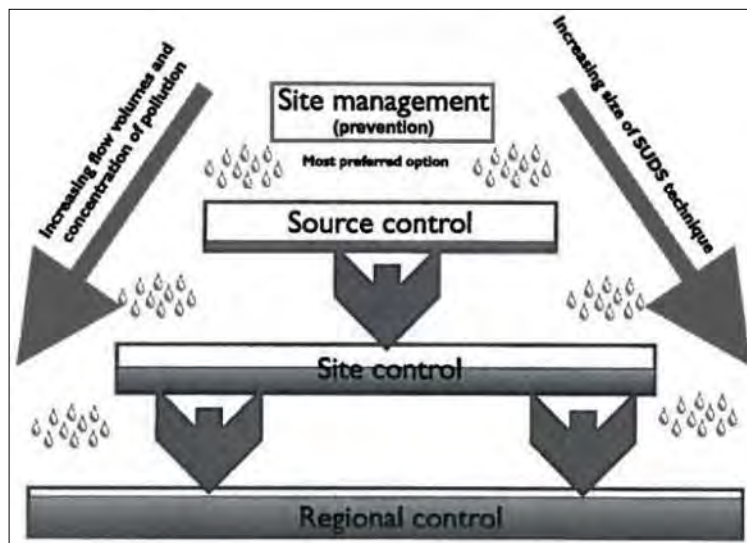 Increasing flow volumes and
concentration of pollution
Increasing size of SUDS technique
Site management
(prevention)
Most preferred option
Source control
Site control
Regional control